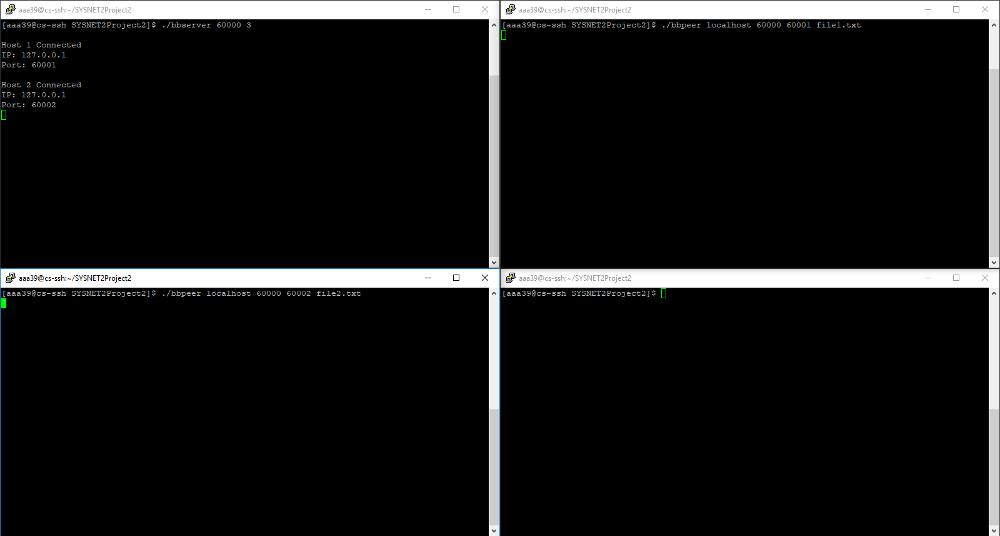 aaa39@cs-ssh:~/SYSNET2Project2
[aaa39@cs-ssh SYSNET2Project2]$ ./bbserver 60000 3
Host 1 Connected
IP: 127.0.0.1
Port: 60001
Host 2 Connected
IP: 127.0.0.1
Port: 60002
aaa39@cs-ssh:~/SYSNET2Project2
[aaa39@cs-ssh SYSNET2Project2]$ ./bbpeer localhost 60000 60001 file1.txt
aaa39@cs-ssh:~/SYSNET2Project2
[aaa39@cs-ssh SYSNET2Project2]$ ./bbpeer localhost 60000 60002 file2.txt
aaa39@cs-ssh:~/SYSNET2Project2
[aaa39@cs-ssh SYSNET2Project2]$